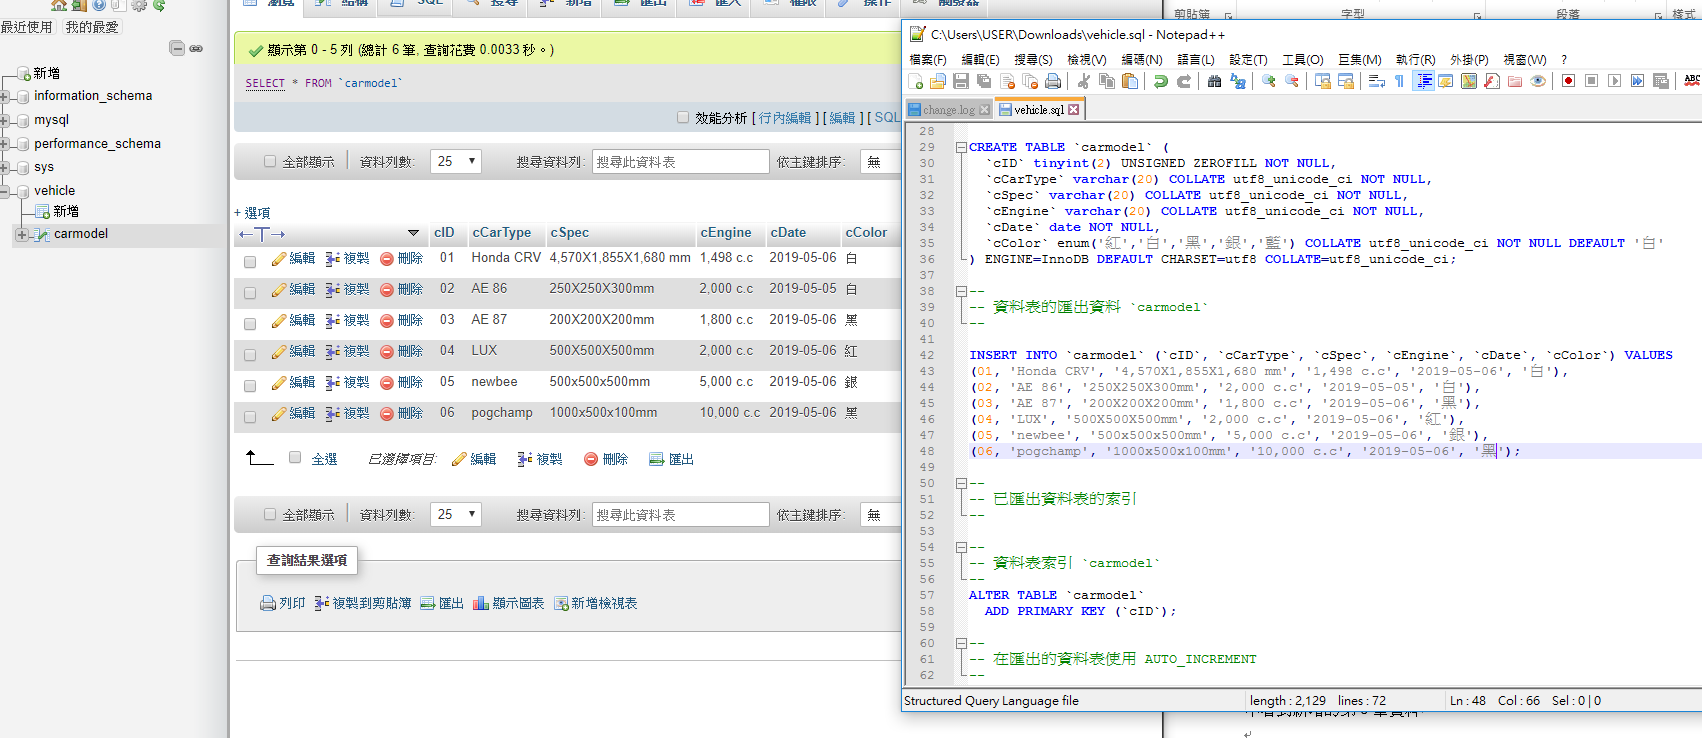 瀏覽 結構 SQL 搜尋 新增 匯出 匯入 權限 操作 觸發器
最近使用 我的最愛
新增
information_schema
mysql
performance_schema
sys
vehicle
新增
carmodel
顯示第 0 - 5 列 (總計 6 筆, 查詢花費 0.0033 秒。)
SELECT * FROM `carmodel`
效能分析 [ 行內編輯 ] [ 編輯 ] [ SQL
全部顯示 資料列數: 25 搜尋資料列: 搜尋此資料表 依主鍵排序: 無
+ 選項
←T→ cID cCarType cSpec cEngine cDate cColor
編輯 複製 刪除 01 Honda CRV 4,570X1,855X1,680 mm 1,498 c.c 2019-05-06 白
編輯 複製 刪除 02 AE 86 250X250X300mm 2,000 c.c 2019-05-05 白
編輯 複製 刪除 03 AE 87 200X200X200mm 1,800 c.c 2019-05-06 黑
編輯 複製 刪除 04 LUX 500X500X500mm 2,000 c.c 2019-05-06 紅
編輯 複製 刪除 05 newbee 500x500x500mm 5,000 c.c 2019-05-06 銀
編輯 複製 刪除 06 pogchamp 1000x500x100mm 10,000 c.c 2019-05-06 黑
全選 已選擇項目: 編輯 複製 刪除 匯出
全部顯示 資料列數: 25 搜尋資料列: 搜尋此資料表 依主鍵排序: 無
查詢結果選項
列印 複製到剪貼簿 匯出 顯示圖表 新增檢視表
剪貼簿 字型 段落 樣式
C:\Users\USER\Downloads\vehicle.sql - Notepad++
檔案(F) 編輯(E) 搜尋(S) 檢視(V) 編碼(N) 語言(L) 設定(T) 工具(O) 巨集(M) 執行(R) 外掛(P) 視窗(W) ?
ABC
change.log vehicle.sql
28
29 CREATE TABLE `carmodel` (
30 `cID` tinyint(2) UNSIGNED ZEROFILL NOT NULL,
31 `cCarType` varchar(20) COLLATE utf8_unicode_ci NOT NULL,
32 `cSpec` varchar(20) COLLATE utf8_unicode_ci NOT NULL,
33 `cEngine` varchar(20) COLLATE utf8_unicode_ci NOT NULL,
34 `cDate` date NOT NULL,
35 `cColor` enum('紅','白','黑','銀','藍') COLLATE utf8_unicode_ci NOT NULL DEFAULT '白'
36 ) ENGINE=InnoDB DEFAULT CHARSET=utf8 COLLATE=utf8_unicode_ci;
37
38 --
39 -- 資料表的匯出資料 `carmodel`
40 --
41
42 INSERT INTO `carmodel` (`cID`, `cCarType`, `cSpec`, `cEngine`, `cDate`, `cColor`) VALUES
43 (01, 'Honda CRV', '4,570X1,855X1,680 mm', '1,498 c.c', '2019-05-06', '白'),
44 (02, 'AE 86', '250X250X300mm', '2,000 c.c', '2019-05-05', '白'),
45 (03, 'AE 87', '200X200X200mm', '1,800 c.c', '2019-05-06', '黑'),
46 (04, 'LUX', '500X500X500mm', '2,000 c.c', '2019-05-06', '紅'),
47 (05, 'newbee', '500x500x500mm', '5,000 c.c', '2019-05-06', '銀'),
48 (06, 'pogchamp', '1000x500x100mm', '10,000 c.c', '2019-05-06', '黑');
49
50 --
51 -- 已匯出資料表的索引
52 --
53
54 --
55 -- 資料表索引 `carmodel`
56 --
57 ALTER TABLE `carmodel`
58 ADD PRIMARY KEY (`cID`);
59
60 --
61 -- 在匯出的資料表使用 AUTO_INCREMENT
62 --
Structured Query Language file length : 2,129 lines : 72 Ln : 48 Col : 66 Sel : 0 | 0